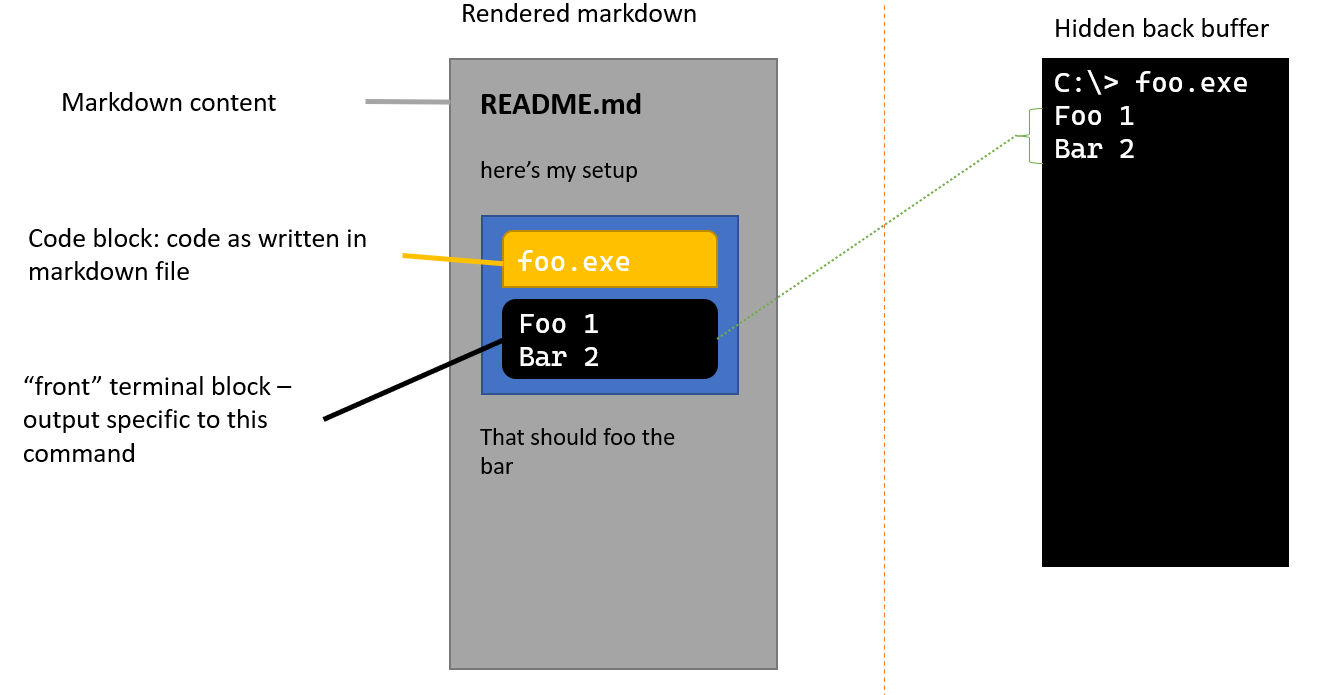 Rendered markdown
Hidden back buffer
Markdown content
README.md
here’s my setup
Code block: code as written in
markdown file
foo.exe
Foo 1
Bar 2
“front” terminal block –
output specific to this
command
That should foo the
bar
C:\> foo.exe
Foo 1
Bar 2